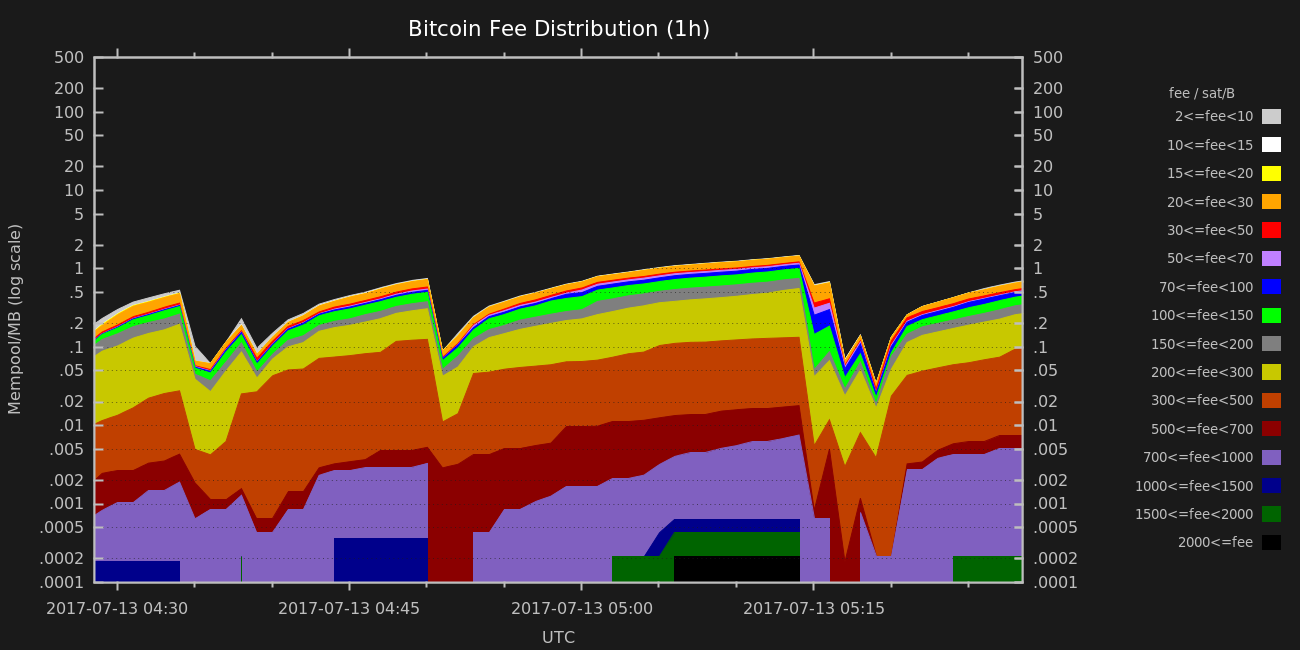 Bitcoin Fee Distribution (1h)
Mempool/MB (log scale)
500
200
100
50
20
10
5
2
1
.5
.2
.1
.05
.02
.01
.005
.002
.001
.0005
.0002
.0001
500
200
100
50
20
10
5
2
1
.5
.2
.1
.05
.02
.01
.005
.002
.001
.0005
.0002
.0001
fee / sat/B
2<=fee<10
10<=fee<15
15<=fee<20
20<=fee<30
30<=fee<50
50<=fee<70
70<=fee<100
100<=fee<150
150<=fee<200
200<=fee<300
300<=fee<500
500<=fee<700
700<=fee<1000
1000<=fee<1500
1500<=fee<2000
2000<=fee
2017-07-13 04:30
2017-07-13 04:45
2017-07-13 05:00
2017-07-13 05:15
UTC